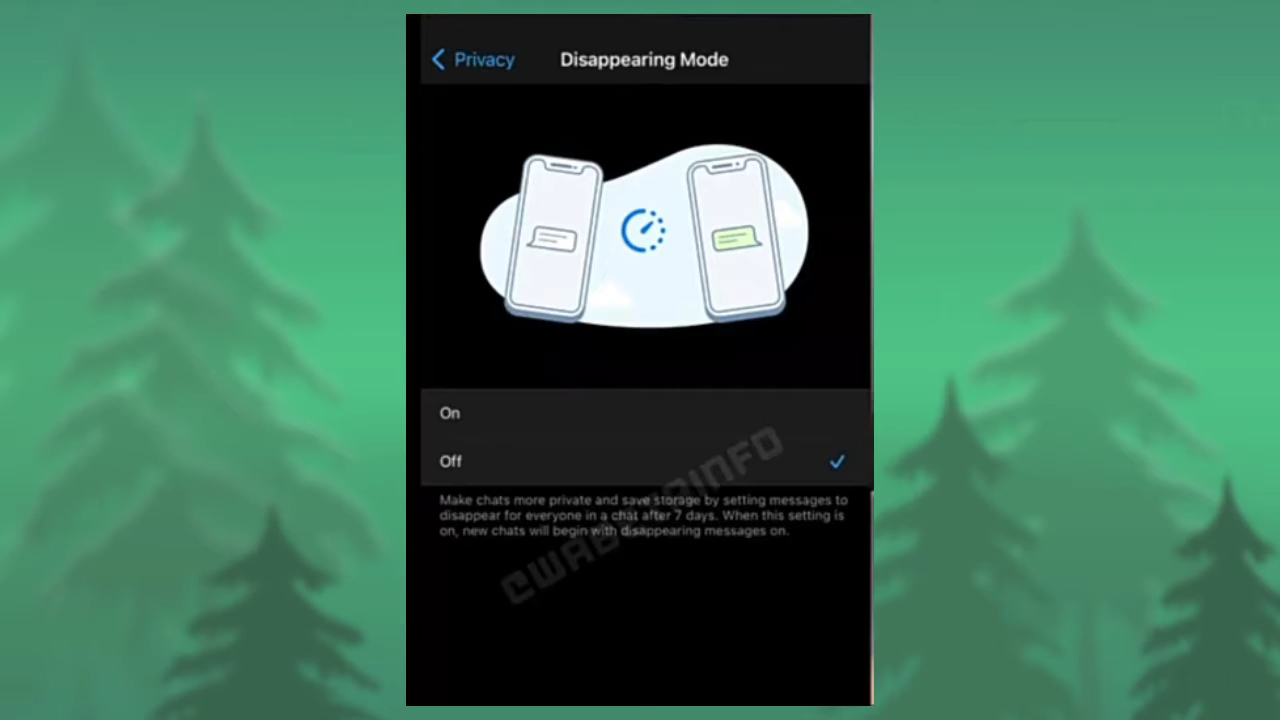 Privacy
Disappearing Mode
On
Off
Make chats more private and save storage by setting messages to
disappear for everyone in a chat after 7 days. When this setting is
on, new chats will begin with disappearing messages on.